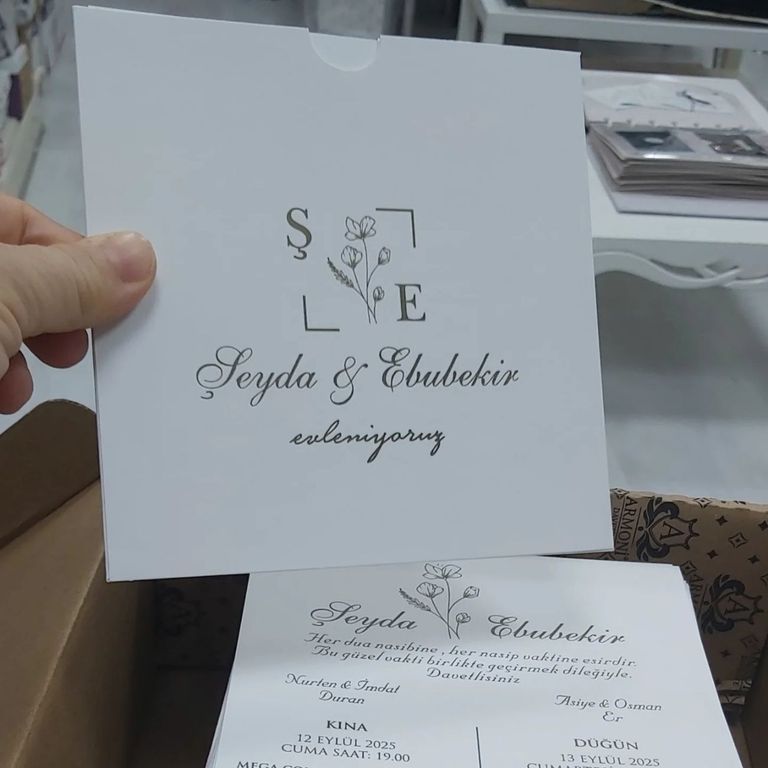 Ş
E
Şeyda & Ebubekir
evleniyoruz
Şeyda Ebubekir
Her dua nasibine , her nasip vaktine esirdir.
Bu güzel vakti birlikte geçirmek dileğiyle.
Davetlisiniz
Nurten & İmdat
Duran
Asiye & Osman
Er
KINA
12 EYLÜL 2025
CUMA SAAT: 19.00
DÜĞÜN
13 EYLÜL 2025
A
A